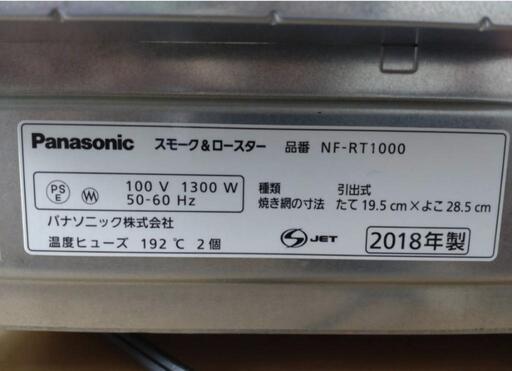 Panasonic スモーク&ロースター 品番 NF-RT1000
PS E 100 V 1300 W 種類 引出式
50-60 Hz 焼き網の寸法 たて 19.5 cm×よこ 28.5 cm
パナソニック株式会社
温度ヒューズ 192℃ 2個 S JET 2018年製